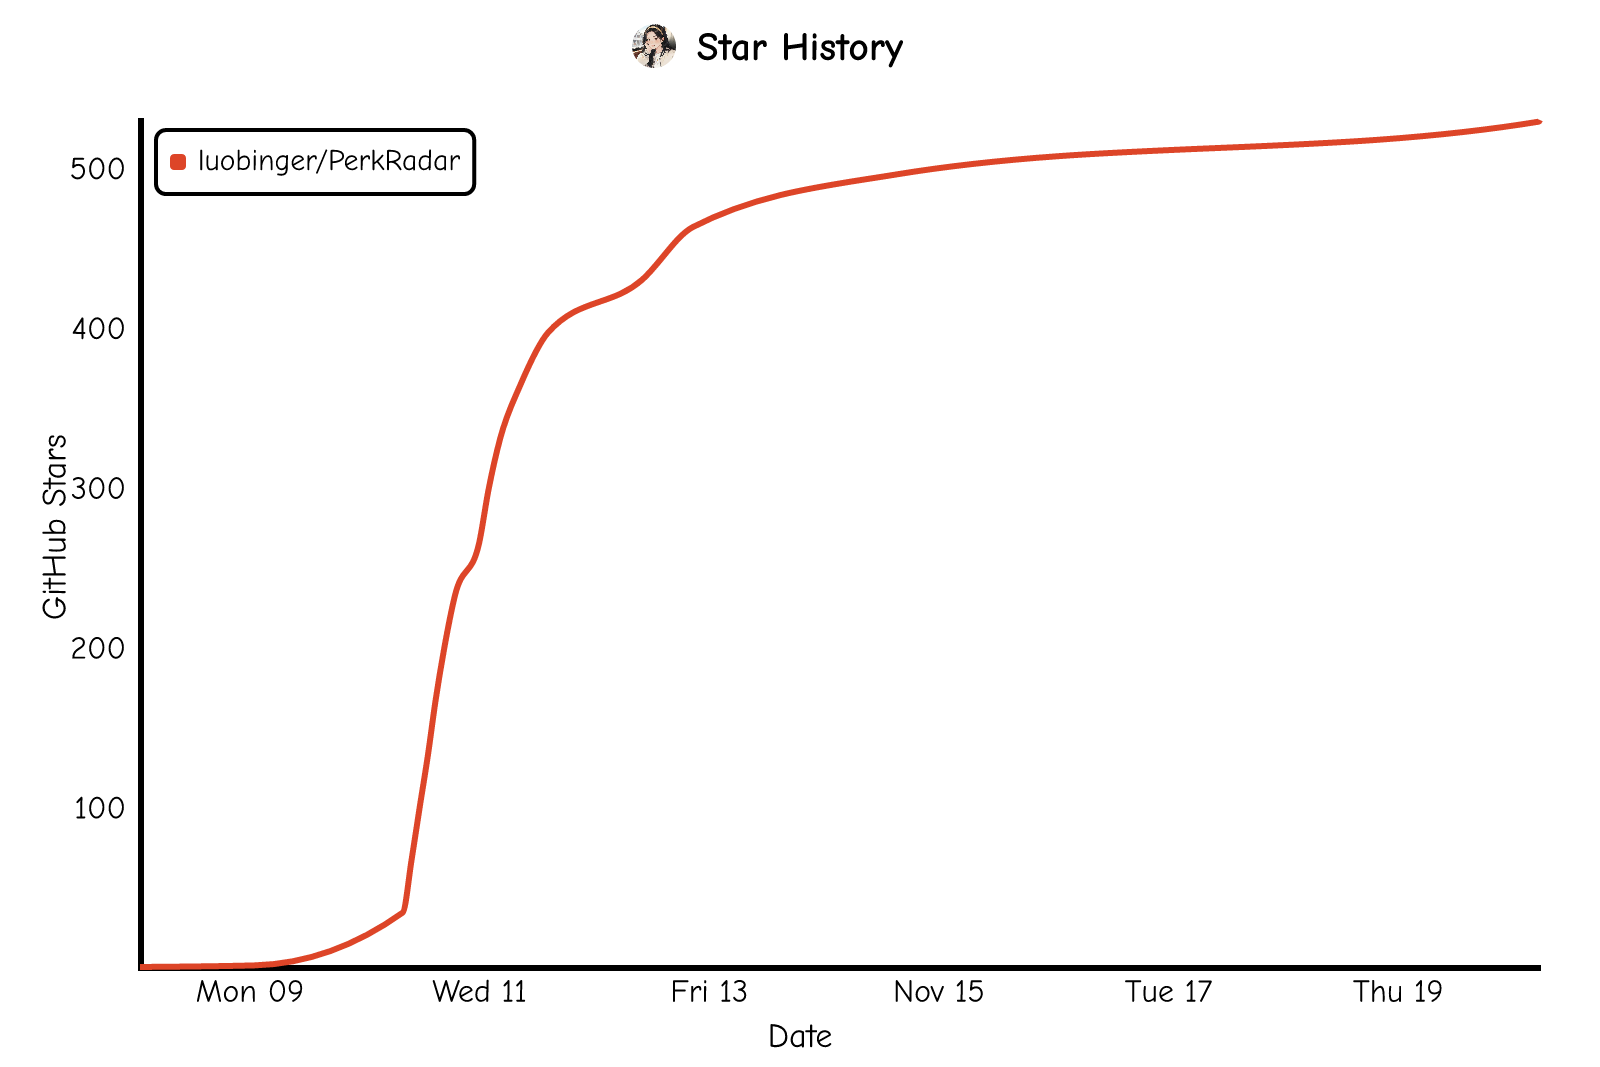 Star History
luobinger/PerkRadar
500
400
300
200
100
GitHub Stars
Mon 09 Wed 11 Fri 13 Nov 15 Tue 17 Thu 19
Date